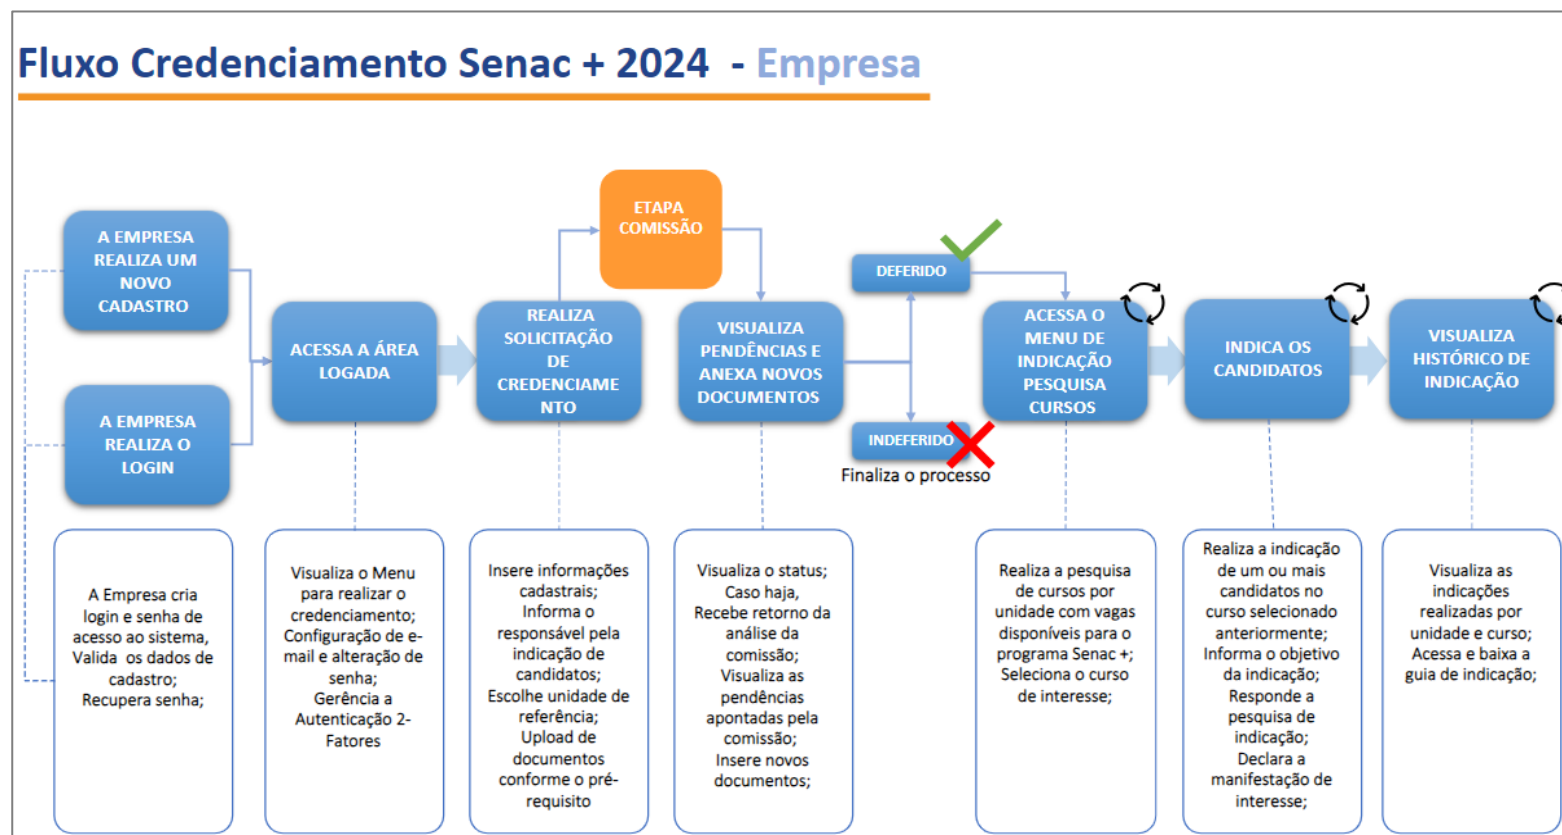 Fluxo Credenciamento Senac + 2024 - Empresa
A EMPRESA
REALIZA UM
NOVO
CADASTRO
A EMPRESA
REALIZA O
LOGIN
ACESSA A ÁREA
LOGADA
REALIZA
SOLICITAÇÃO
DE
CREDENCIAME
NTO
ETAPA
COMISSÃO
VISUALIZA
PENDÊNCIAS E
ANEXA NOVOS
DOCUMENTOS
DEFERIDO
INDEFERIDO
Finaliza o processo
ACESSA O
MENU DE
INDICAÇÃO
PESQUISA
CURSOS
INDICA OS
CANDIDATOS
VISUALIZA
HISTÓRICO DE
INDICAÇÃO
A Empresa cria
login e senha de
acesso ao sistema,
Valida os dados de
cadastro;
Recupera senha;
Visualiza o Menu
para realizar o
credenciamento;
Configuração de e-
mail e alteração de
senha;
Gerência a
Autenticação 2-
Fatores
Insere informações
cadastrais;
Informa o
responsável pela
indicação de
candidatos;
Escolhe unidade de
referência;
Upload de
documentos
conforme o pré-
requisito
Visualiza o status;
Caso haja,
Recebe retorno da
análise da
comissão;
Visualiza as
pendências
apontadas pela
comissão;
Insere novos
documentos;
Realiza a pesquisa
de cursos por
unidade com vagas
disponíveis para o
programa Senac +;
Seleciona o curso
de interesse;
Realiza a indicação
de um ou mais
candidatos no
curso selecionado
anteriormente;
Informa o objetivo
da indicação;
Responde a
pesquisa de
indicação;
Declara a
manifestação de
interesse;
Visualiza as
indicações
realizadas por
unidade e curso;
Acessa e baixa a
guia de indicação;